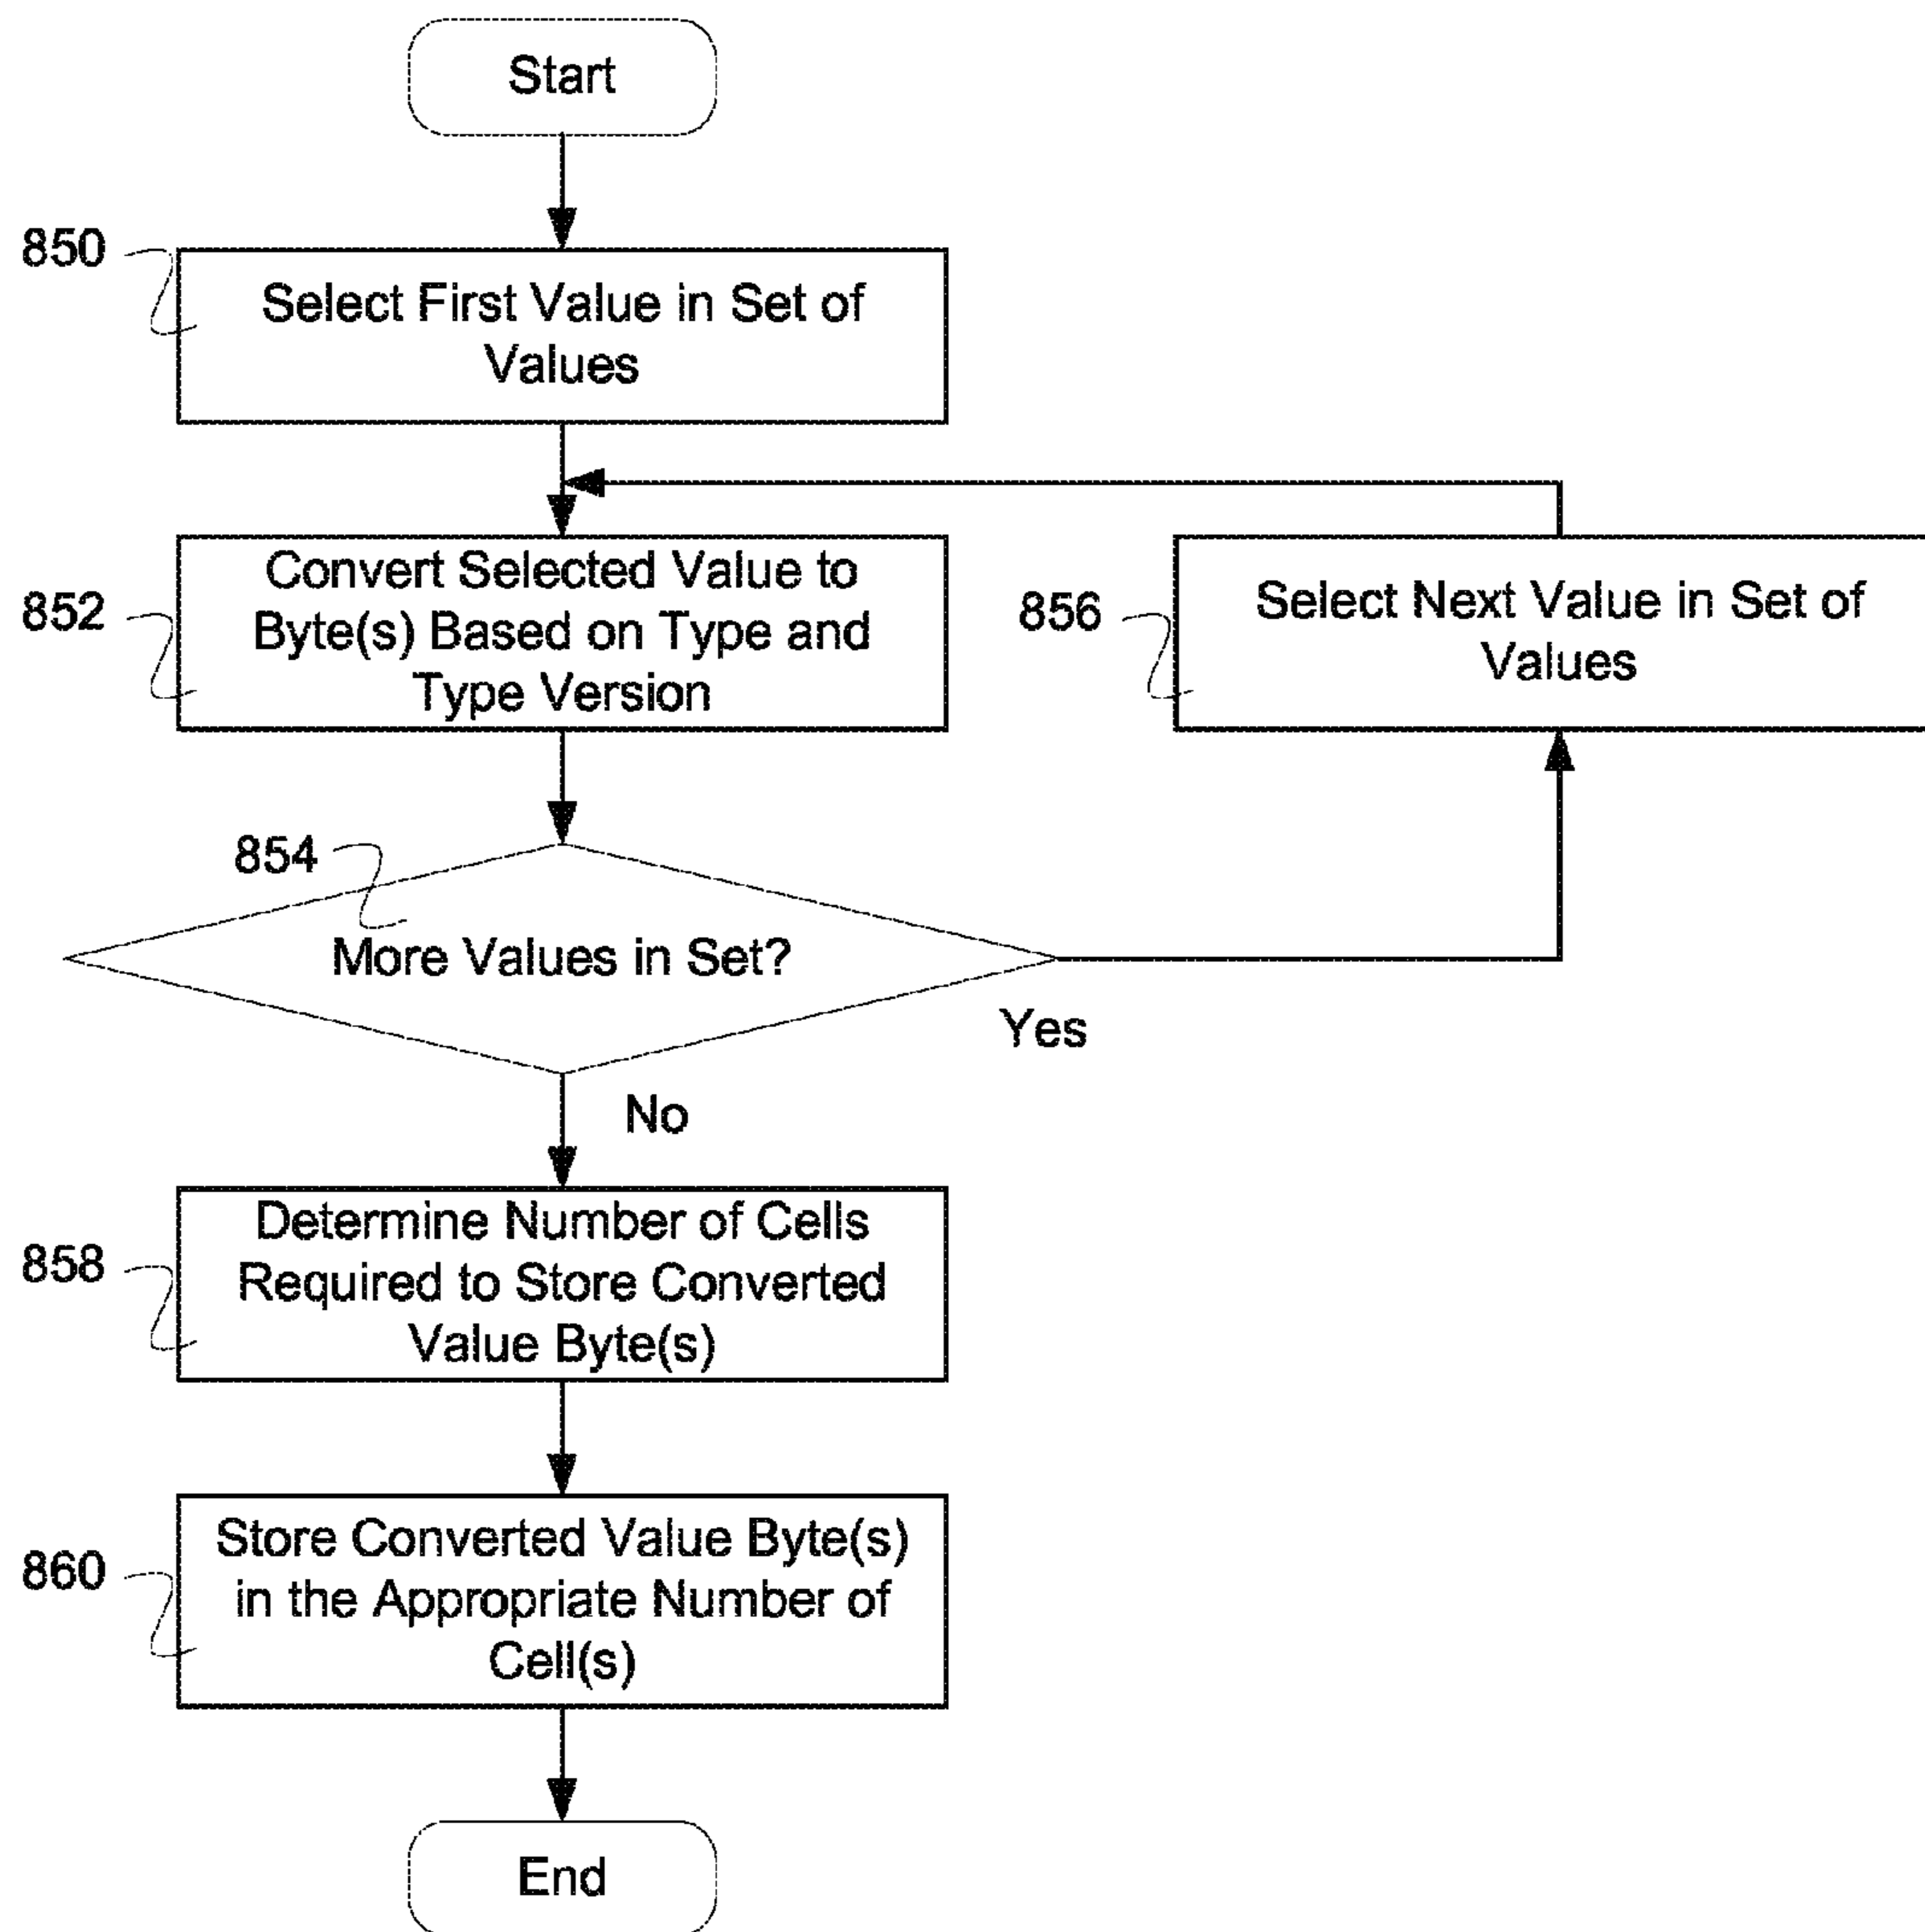 Start
850
Select First Value in Set of
Values
852
Convert Selected Value to
Byte(s) Based on Type and
Type Version
856
Select Next Value in Set of
Values
854
More Values in Set?
Yes
No
858
Determine Number of Cells
Required to Store Converted
Value Byte(s)
860
Store Converted Value Byte(s)
in the Appropriate Number of
Cell(s)
End